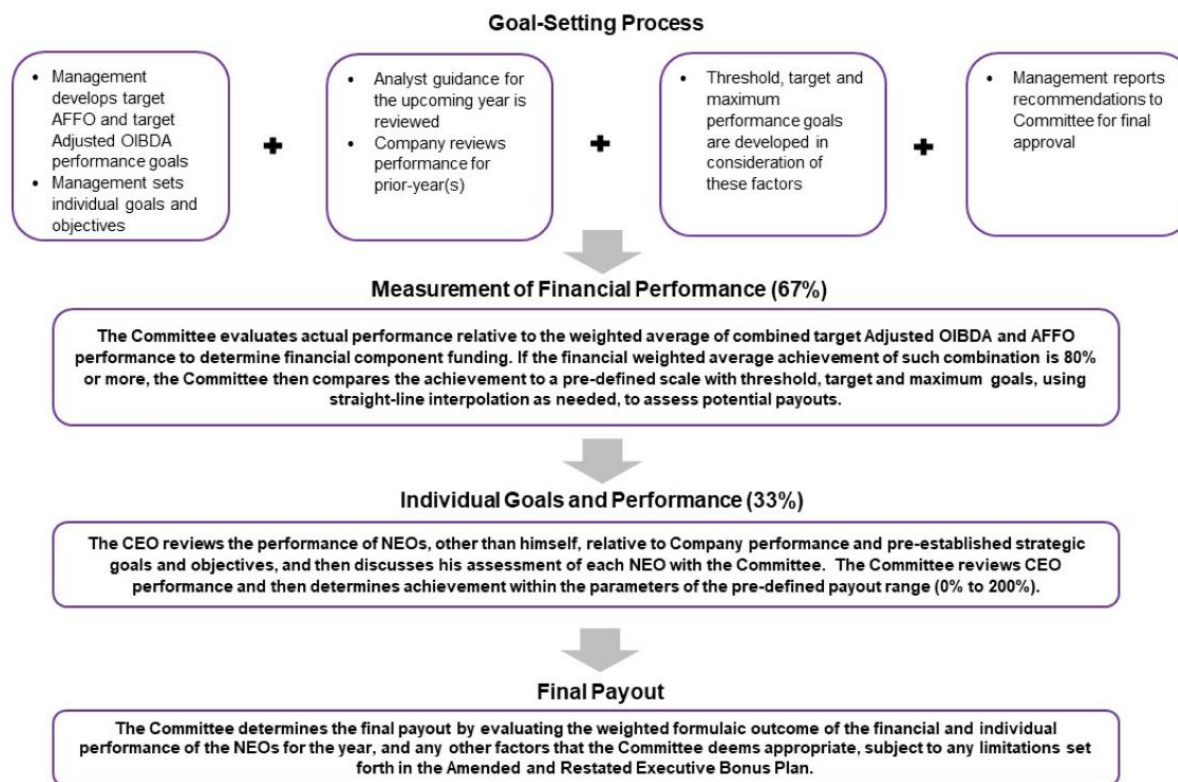 Goal-Setting Process
• Management
develops target
AFFO and target
Adjusted OIBDA
performance goals
• Management sets
individual goals and
objectives
+
• Analyst guidance for
the upcoming year is
reviewed
• Company reviews
performance for
prior-year(s)
+
• Threshold, target and
maximum
performance goals
are developed in
consideration of
these factors
+
• Management reports
recommendations to
Committee for final
approval
Measurement of Financial Performance (67%)
The Committee evaluates actual performance relative to the weighted average of combined target Adjusted OIBDA and AFFO
performance to determine financial component funding. If the financial weighted average achievement of such combination is 80%
or more, the Committee then compares the achievement to a pre-defined scale with threshold, target and maximum goals, using
straight-line interpolation as needed, to assess potential payouts.
Individual Goals and Performance (33%)
The CEO reviews the performance of NEOs, other than himself, relative to Company performance and pre-established strategic
goals and objectives, and then discusses his assessment of each NEO with the Committee. The Committee reviews CEO
performance and then determines achievement within the parameters of the pre-defined payout range (0% to 200%).
Final Payout
The Committee determines the final payout by evaluating the weighted formulaic outcome of the financial and individual
performance of the NEOs for the year, and any other factors that the Committee deems appropriate, subject to any limitations set
forth in the Amended and Restated Executive Bonus Plan.